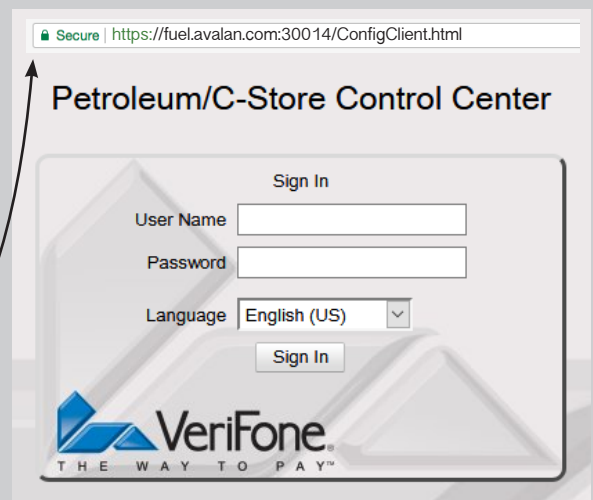 Secure | https://fuel.avalan.com:30014/ConfigClient.html
Petroleum/C-Store Control Center
Sign In
User Name
Password
Language English (US)
Sign In
VeriFone®
THE WAY TO PAY™